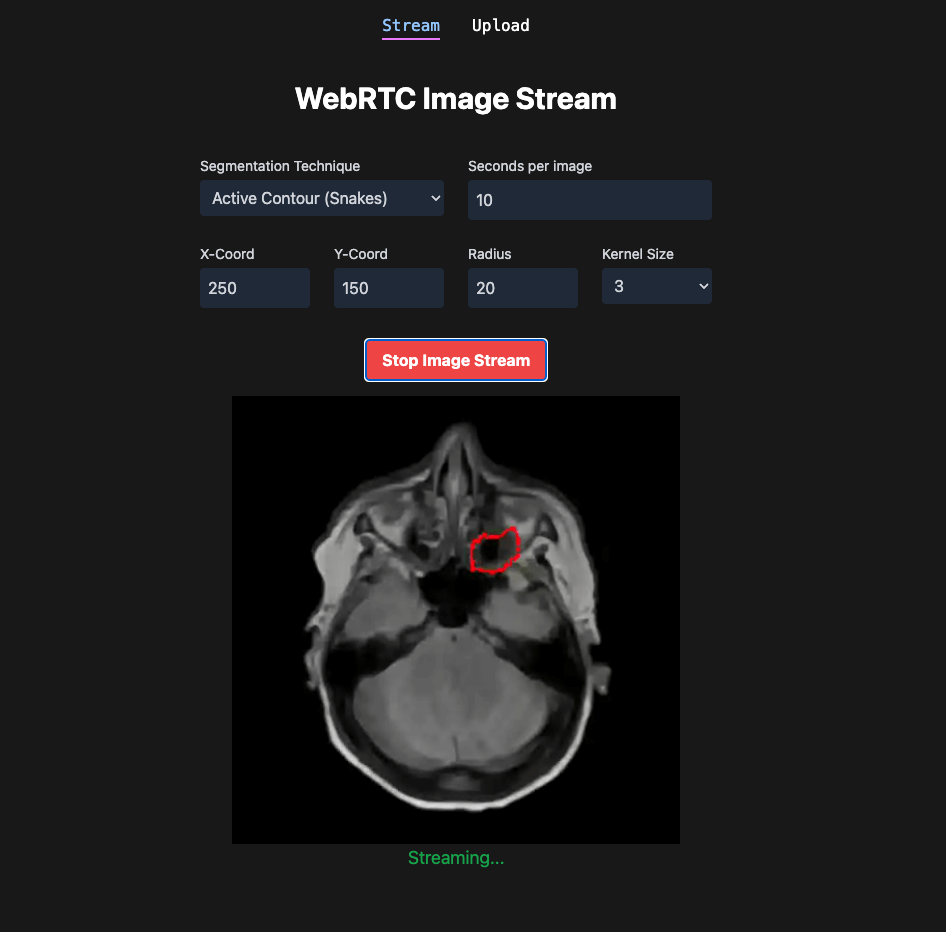 Stream Upload
WebRTC Image Stream
Segmentation Technique Seconds per image
Active Contour (Snakes) 10
X-Coord Y-Coord Radius Kernel Size
250 150 20 3
Stop Image Stream
Streaming...